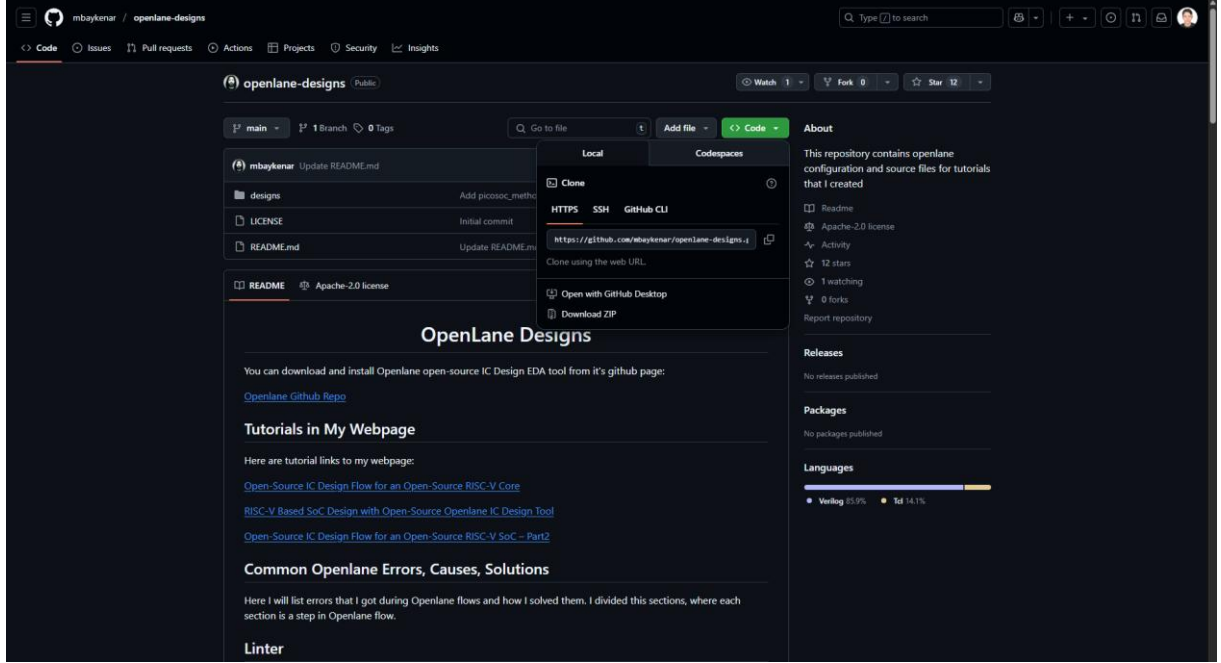 mbaykenar / openlane-designs
Type / to search
Code Issues Pull requests Actions Projects Security Insights
openlane-designs Public
Watch 1 Fork 0 Star 12
main 1 Branch 0 Tags
Go to file t Add file Code
mbaykenar Update README.md
designs Add picosoc_metho
LICENSE Initial commit
README.md Update README.m
Local Codespaces
Clone
HTTPS SSH GitHub CLI
https://github.com/mbaykenar/openlane-designs.g
Clone using the web URL.
Open with GitHub Desktop
Download ZIP
README Apache-2.0 license
OpenLane Designs
You can download and install Openlane open-source IC Design EDA tool from it's github page:
Openlane Github Repo
Tutorials in My Webpage
Here are tutorial links to my webpage:
Open-Source IC Design Flow for an Open-Source RISC-V Core
RISC-V Based SoC Design with Open-Source Openlane IC Design Tool
Open-Source IC Design Flow for an Open-Source RISC-V SoC – Part2
Common Openlane Errors, Causes, Solutions
Here I will list errors that I got during Openlane flows and how I solved them. I divided this sections, where each
section is a step in Openlane flow.
Linter
About
This repository contains openlane
configuration and source files for tutorials
that I created
Readme
Apache-2.0 license
Activity
12 stars
1 watching
0 forks
Report repository
Releases
No releases published
Packages
No packages published
Languages
Verilog 85.9% Tcl 14.1%